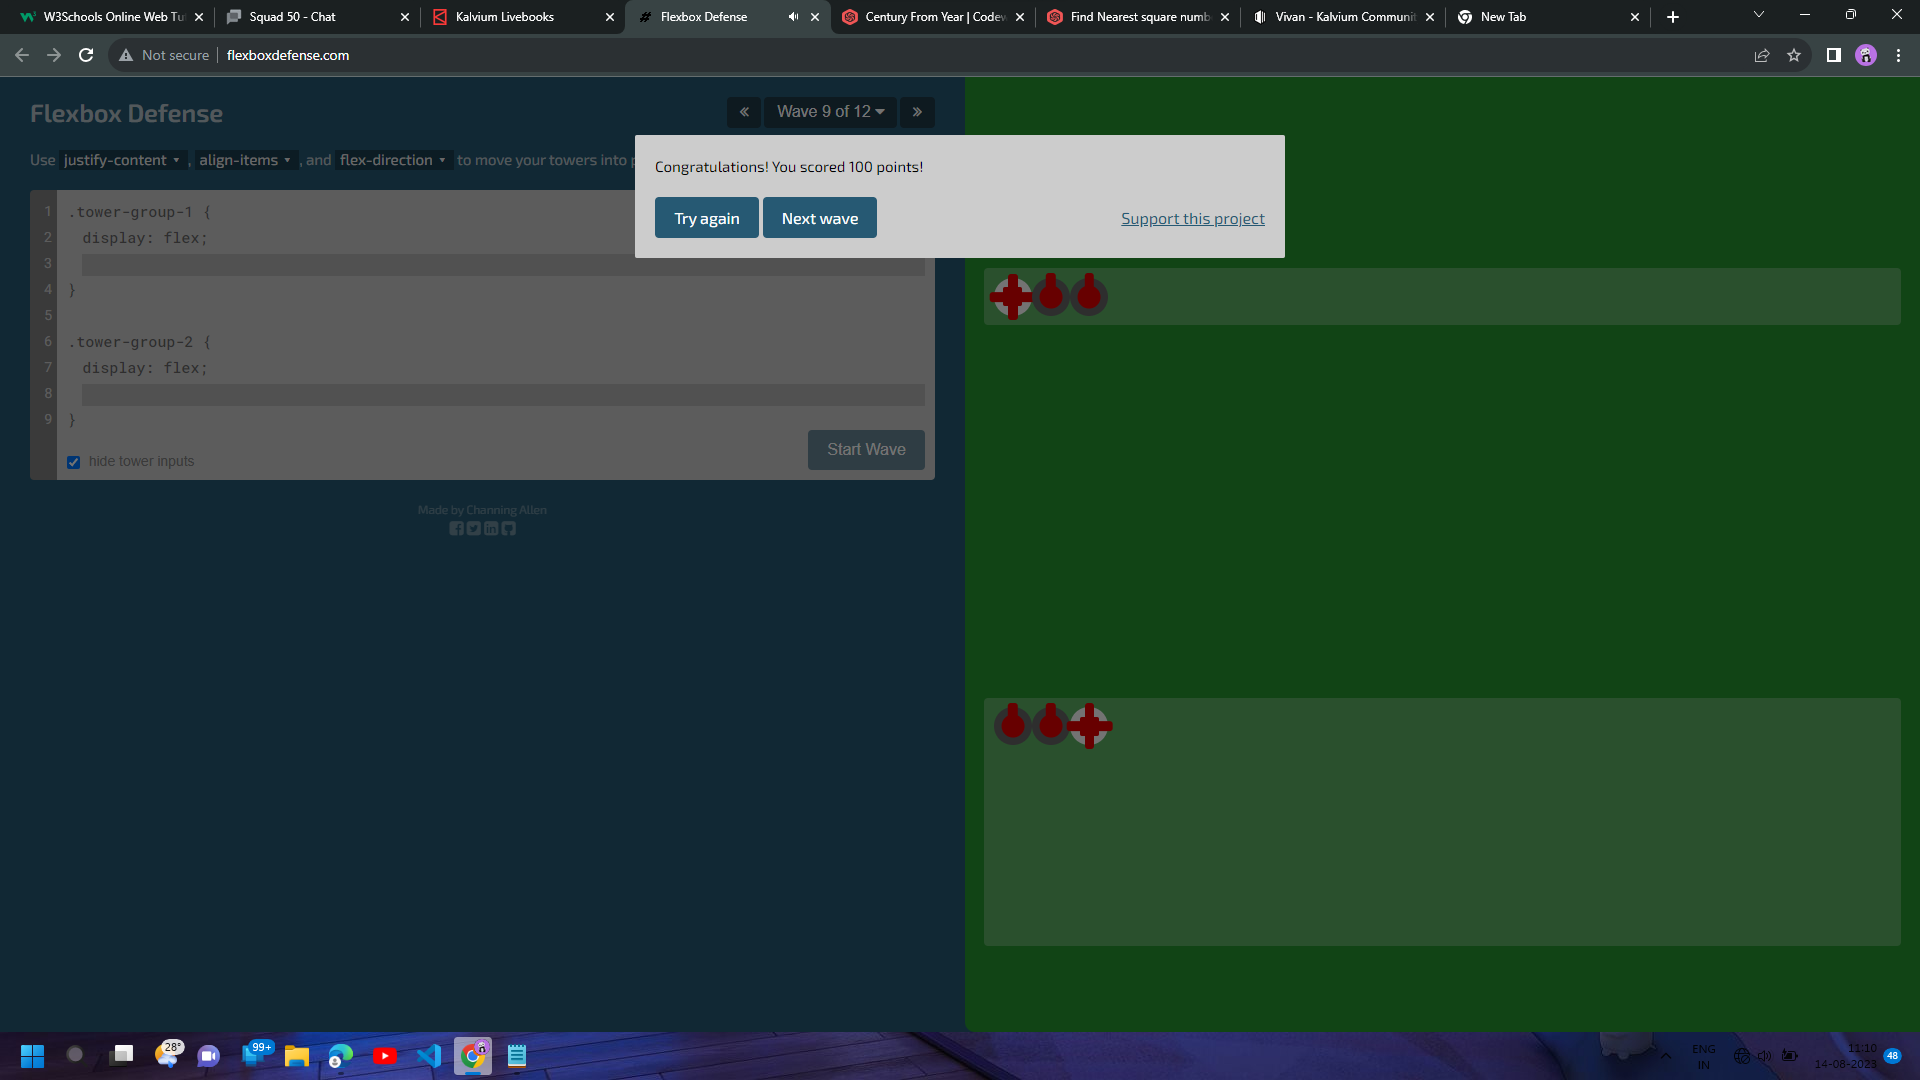 W3Schools Online Web Tu
Squad 50 - Chat
Kalvium Livebooks
Flexbox Defense
Century From Year | Codew
Find Nearest square numb
Vivan - Kalvium Communit
New Tab
Not secure
flexboxdefense.com
Flexbox Defense
« Wave 9 of 12 »
Use justify-content , align-items , and flex-direction to move your towers into p
Congratulations! You scored 100 points!
Try again
Next wave
Support this project
1 .tower-group-1 {
2 display: flex;
3
4 }
5
6 .tower-group-2 {
7 display: flex;
8
9 }
hide tower inputs
Start Wave
Made by Channing Allen
28°
99+
ENG
IN
11:10
14-08-2023
48